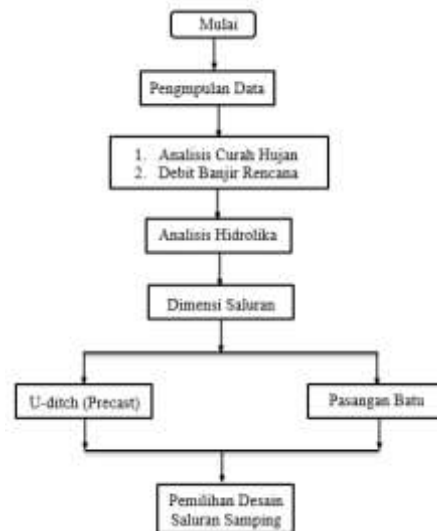 Mulai
Pengmpulan Data
1. Analisis Curah Hujan
2. Debit Banjir Rencana
Analisis Hidrolika
Dimensi Saluran
U-ditch (Precast)
Pasangan Batu
Pemilihan Desain
Saluran Samping